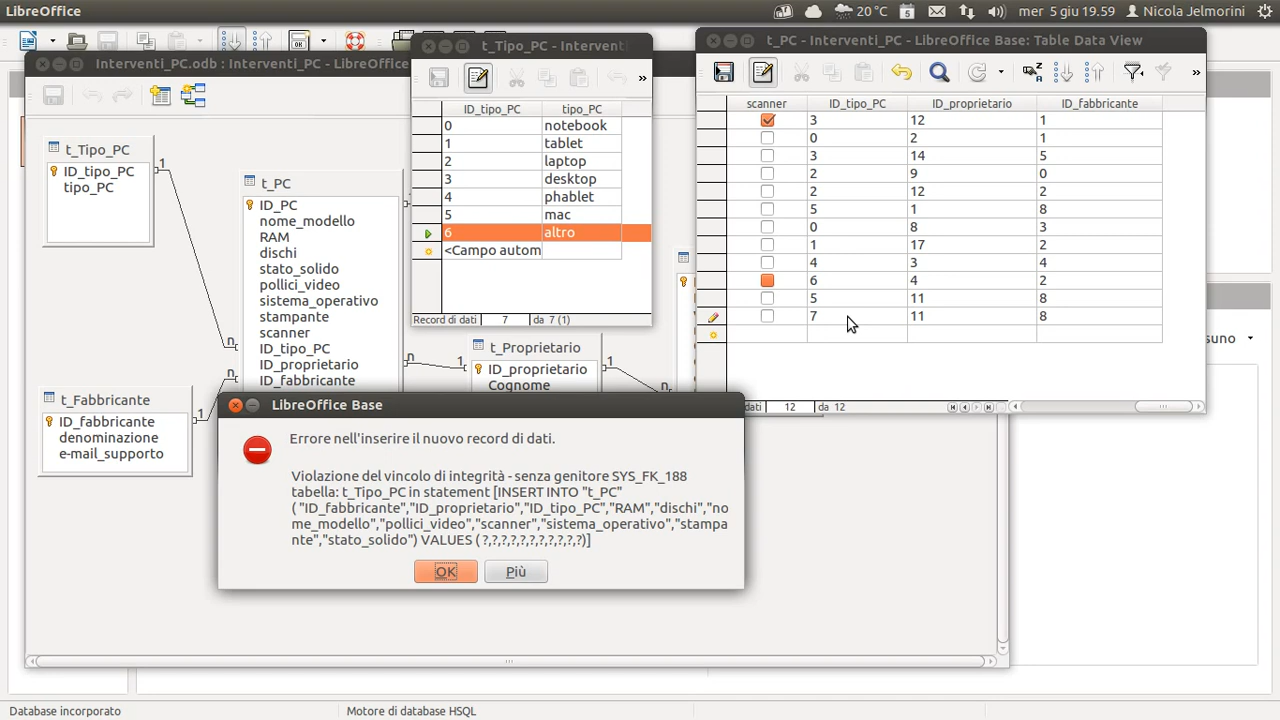 LibreOffice
20 °C
5
mer 5 giu 19.59
Nicola Jelmorini
Interventi_PC.odb : Interventi_PC - LibreOffice
t_Tipo_PC
1
ID_tipo_PC
tipo_PC
t_PC
ID_PC
nome_modello
RAM
dischi
stato_solido
pollici_video
sistema_operativo
stampante
scanner
ID_tipo_PC
ID_proprietario
ID_fabbricante
n
n
n
1
1
n
t_Fabbricante
1
ID_fabbricante
denominazione
e-mail_supporto
t_Proprietario
ID_proprietario
Cognome
t_Tipo_PC - Interventi
»
ID_tipo_PC tipo_PC
0 notebook
1 tablet
2 laptop
3 desktop
4 phablet
5 mac
6 altro
<Campo autom
Record di dati 7 da 7 (1)
t_PC - Interventi_PC - LibreOffice Base: Table Data View
»
scanner ID_tipo_PC ID_proprietario ID_fabbricante
3 12 1
0 2 1
3 14 5
2 9 0
2 12 2
5 1 8
0 8 3
1 17 2
4 3 4
6 4 2
5 11 8
7 11 8
dati 12 da 12
LibreOffice Base
Errore nell'inserire il nuovo record di dati.
Violazione del vincolo di integrità - senza genitore SYS_FK_188
tabella: t_Tipo_PC in statement [INSERT INTO "t_PC"
( "ID_fabbricante","ID_proprietario","ID_tipo_PC","RAM","dischi","no
me_modello","pollici_video","scanner","sistema_operativo","stampa
nte","stato_solido") VALUES ( ?,?,?,?,?,?,?,?,?,?,?)]
OK
Più
Database incorporato
Motore di database HSQL